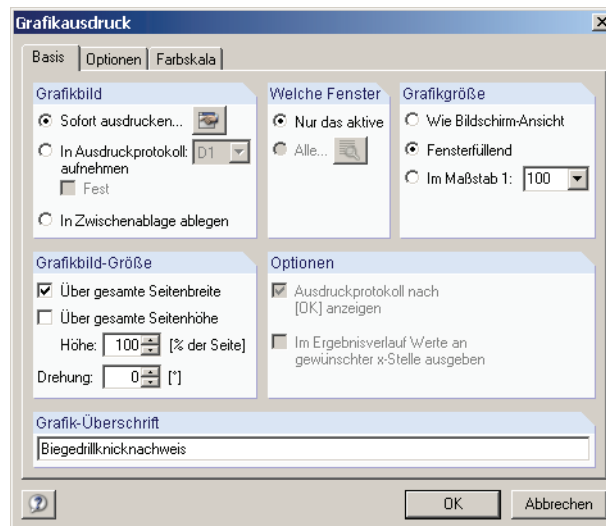 Grafikausdruck
Basis
Optionen
Farbskala
Grafikbild
Sofort ausdrucken...
In Ausdruckprotokoll: D1
aufnehmen
Fest
In Zwischenablage ablegen
Welche Fenster
Nur das aktive
Alle...
Grafikgröße
Wie Bildschirm-Ansicht
Fensterfüllend
Im Maßstab 1: 100
Grafikbild-Größe
Über gesamte Seitenbreite
Über gesamte Seitenhöhe
Höhe: 100 [% der Seite]
Drehung: 0 [°]
Optionen
Ausdruckprotokoll nach
[OK] anzeigen
Im Ergebnisverlauf Werte an
gewünschter x-Stelle ausgeben
Grafik-Überschrift
Biegedrillknicknachweis
OK
Abbrechen